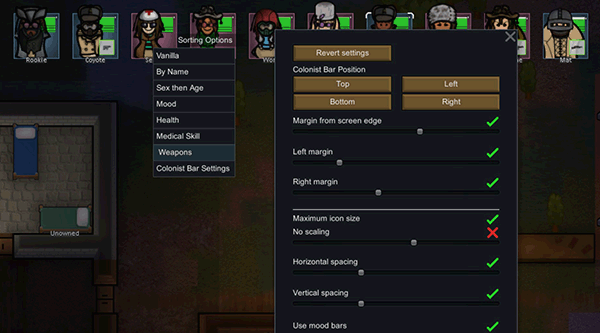 Rookie
Coyote
Mat
Sorting Options
Vanilla
By Name
Sex then Age
Mood
Health
Medical Skill
Weapons
Colonist Bar Settings
Unowned
Revert settings
Colonist Bar Position
Top
Left
Bottom
Right
Margin from screen edge
Left margin
Right margin
Maximum icon size
No scaling
Horizontal spacing
Vertical spacing
Use mood bars